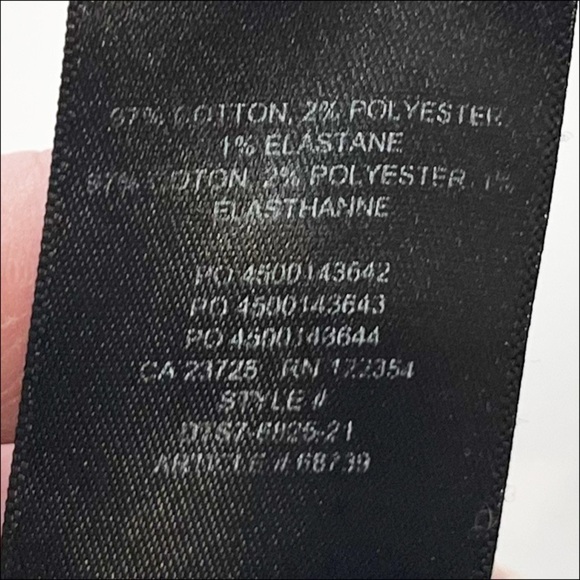 97% COTTON, 2% POLYESTER,
1% ELASTANE
97% COTON, 2% POLYESTER, 1%
ELASTHANNE
PO 4500143642
PO 4500143643
PO 4500143644
CA 23725 RN 122354
STYLE #
ARTICLE # 68739